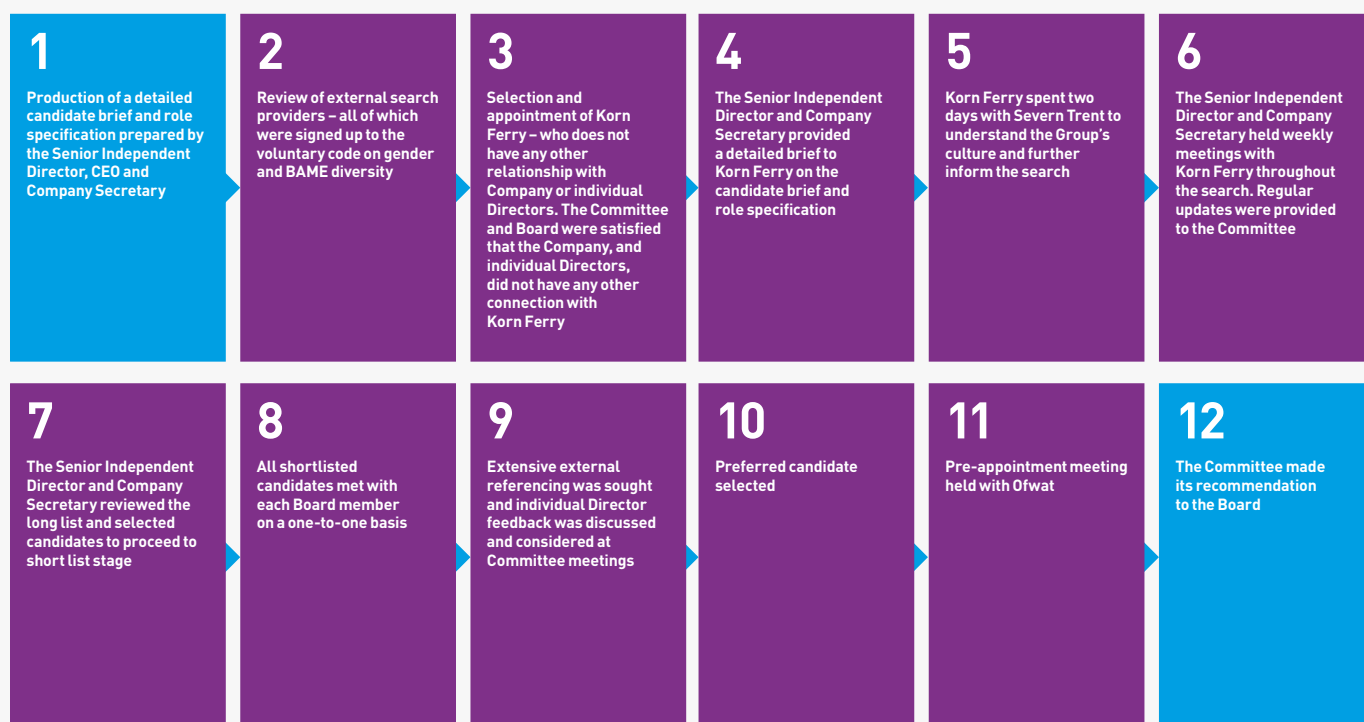 1
Production of a detailed
candidate brief and role
specification prepared by
the Senior Independent
Director, CEO and
Company Secretary
2
Review of external search
providers – all of which
were signed up to the
voluntary code on gender
and BAME diversity
3
Selection and
appointment of Korn
Ferry – who does not
have any other
relationship with
Company or individual
Directors. The Committee
and Board were satisfied
that the Company, and
individual Directors,
did not have any other
connection with
Korn Ferry
4
The Senior Independent
Director and Company
Secretary provided
a detailed brief to
Korn Ferry on the
candidate brief and
role specification
5
Korn Ferry spent two
days with Severn Trent to
understand the Group’s
culture and further
inform the search
6
The Senior Independent
Director and Company
Secretary held weekly
meetings with
Korn Ferry throughout
the search. Regular
updates were provided
to the Committee
7
The Senior Independent
Director and Company
Secretary reviewed the
long list and selected
candidates to proceed to
short list stage
8
All shortlisted
candidates met with
each Board member
on a one-to-one basis
9
Extensive external
referencing was sought
and individual Director
feedback was discussed
and considered at
Committee meetings
10
Preferred candidate
selected
11
Pre-appointment meeting
held with Ofwat
12
The Committee made
its recommendation
to the Board